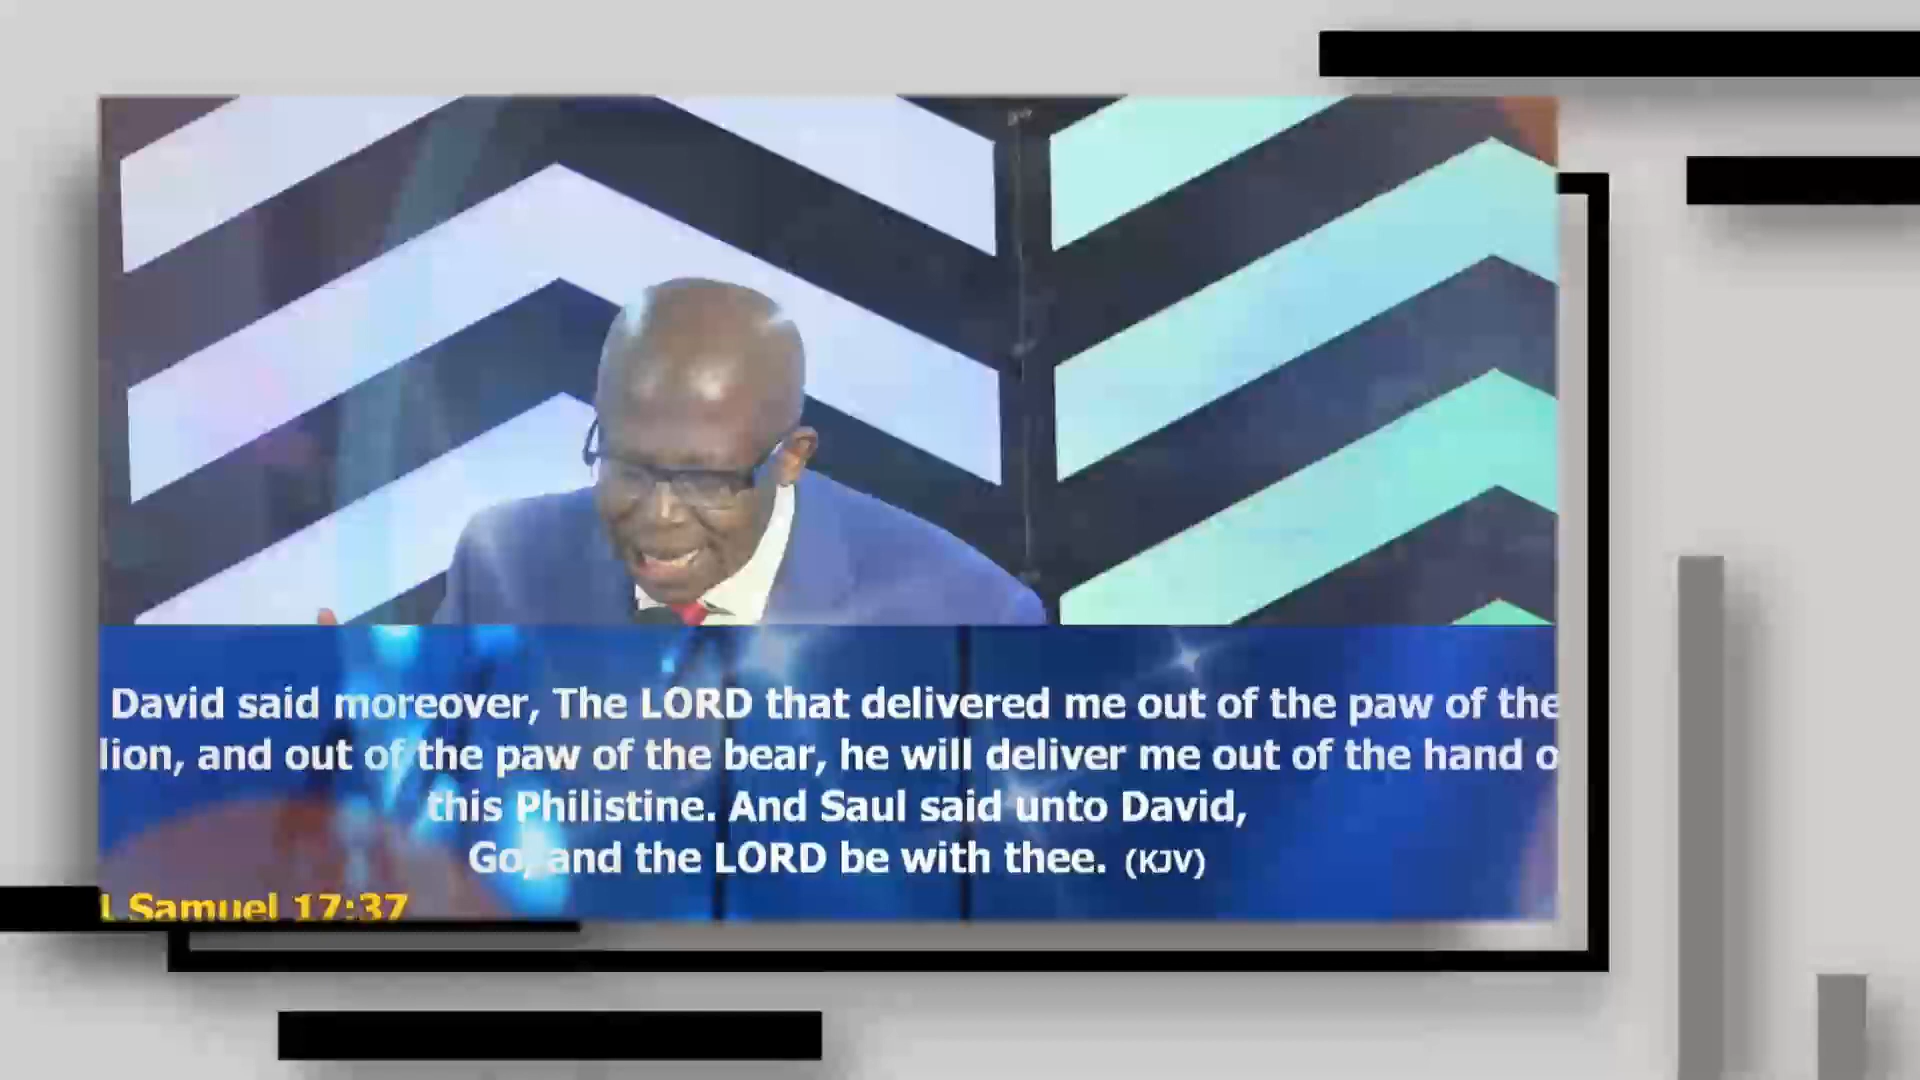 David said moreover, The LORD that delivered me out of the paw of the
lion, and out of the paw of the bear, he will deliver me out of the hand o
this Philistine. And Saul said unto David,
Go, and the LORD be with thee. (KJV)
1 Samuel 17:37